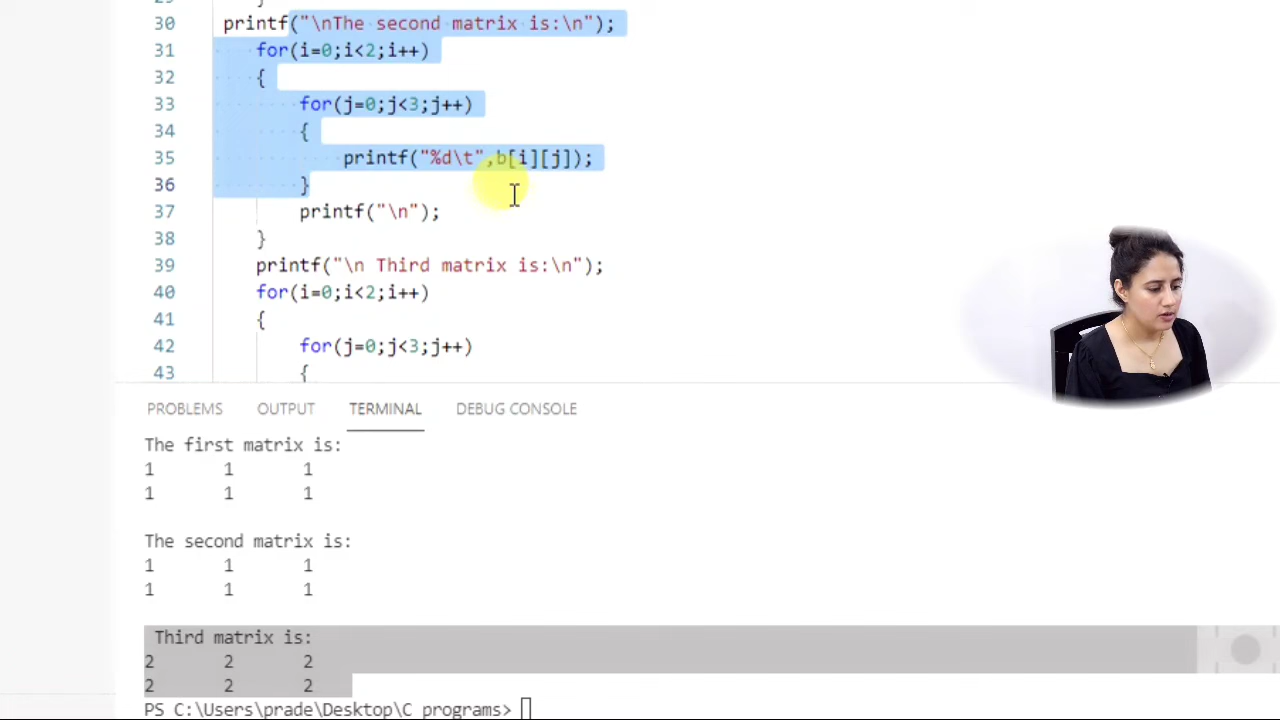 30 printf("\nThe second matrix is:\n");
31 for(i=0;i<2;i++)
32 {
33 for(j=0;j<3;j++)
34 {
35 printf("%d\t",b[i][j]);
36 }
37 printf("\n");
38 }
39 printf("\n Third matrix is:\n");
40 for(i=0;i<2;i++)
41 {
42 for(j=0;j<3;j++)
43 {
PROBLEMS OUTPUT TERMINAL DEBUG CONSOLE
The first matrix is:
1 1 1
1 1 1
The second matrix is:
1 1 1
1 1 1
Third matrix is:
2 2 2
2 2 2
PS C:\Users\prade\Desktop\C programs>